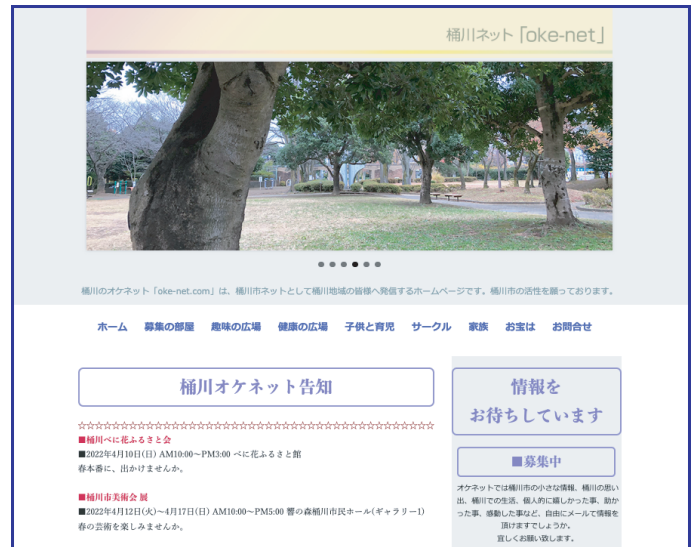 桶川ネット「oke-net」
桶川のオケネット「oke-net.com」は、桶川市ネットとして桶川地域の皆様へ発信するホームページです。桶川市の活性を願っております。
ホーム 募集の部屋 趣味の広場 健康の広場 子供と育児 サークル 家族 お宝は お問合せ
桶川オケネット告知
☆☆☆☆☆☆☆☆☆☆☆☆☆☆☆☆☆☆☆☆☆☆☆☆☆☆☆☆☆☆☆☆☆☆☆☆☆☆☆☆☆☆
■桶川べに花ふるさと会
■2022年4月10日(日) AM10:00〜PM3:00 べに花ふるさと館
春本番に、出かけませんか。
■桶川市美術会 展
■2022年4月12日(火)〜4月17日(日) AM10:00〜PM5:00 響の森桶川市民ホール(ギャラリー1)
春の芸術を楽しみませんか。
情報を
お待ちしています
■募集中
オケネットでは桶川市の小さな情報、桶川の思い
出、桶川での生活、個人的に嬉しかった事、助か
った事、感動した事など、自由にメールて情報を
頂けますでしょうか。
宜しくお願い致します。